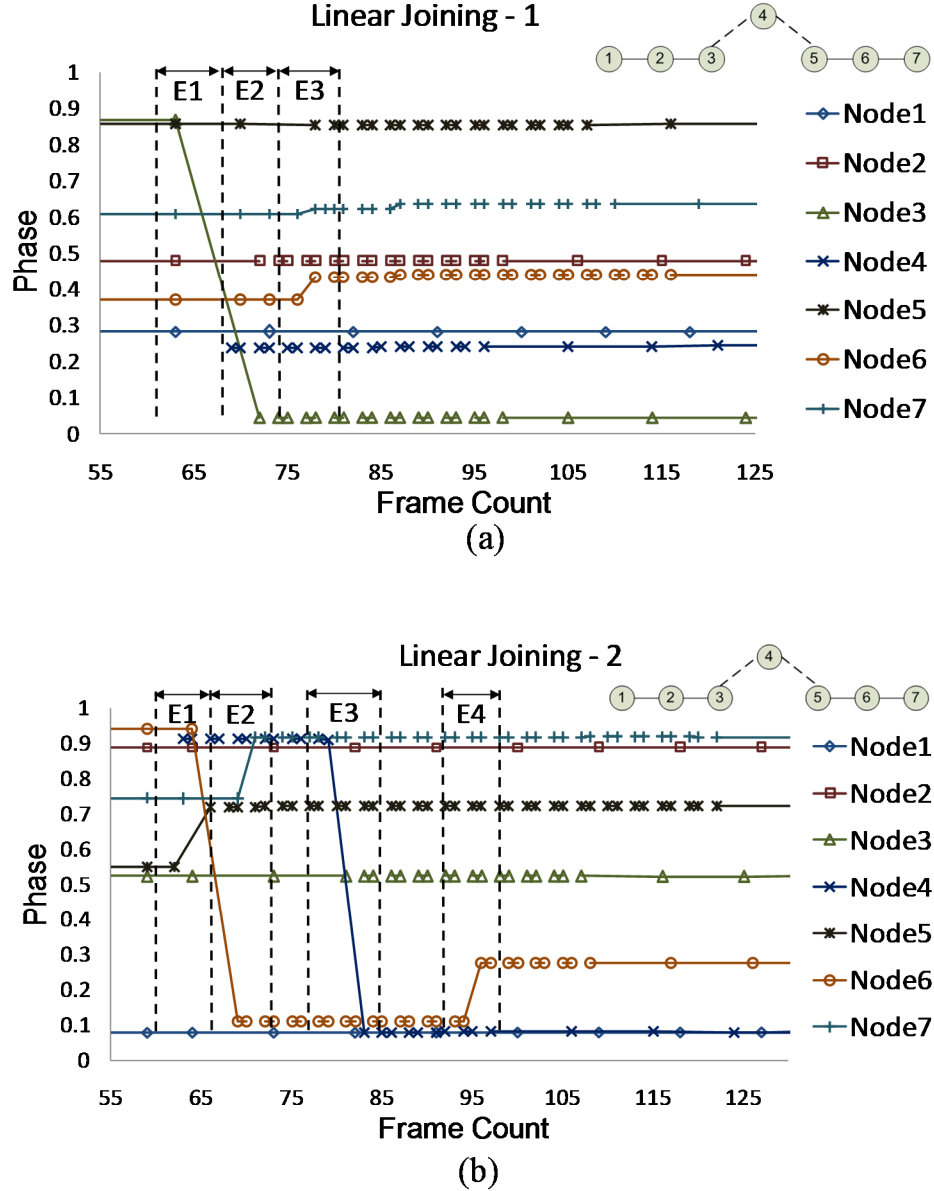 Linear Joining - 1
4
1 2 3 5 6 7
E1 E2 E3
1
0.9
0.8
0.7
0.6
0.5
0.4
0.3
0.2
0.1
0
Phase
55 65 75 85 95 105 115 125
Frame Count
Node1
Node2
Node3
Node4
Node5
Node6
Node7
(a)
Linear Joining - 2
4
1 2 3 5 6 7
E1 E2 E3 E4
1
0.9
0.8
0.7
0.6
0.5
0.4
0.3
0.2
0.1
0
Phase
55 65 75 85 95 105 115 125
Frame Count
Node1
Node2
Node3
Node4
Node5
Node6
Node7
(b)